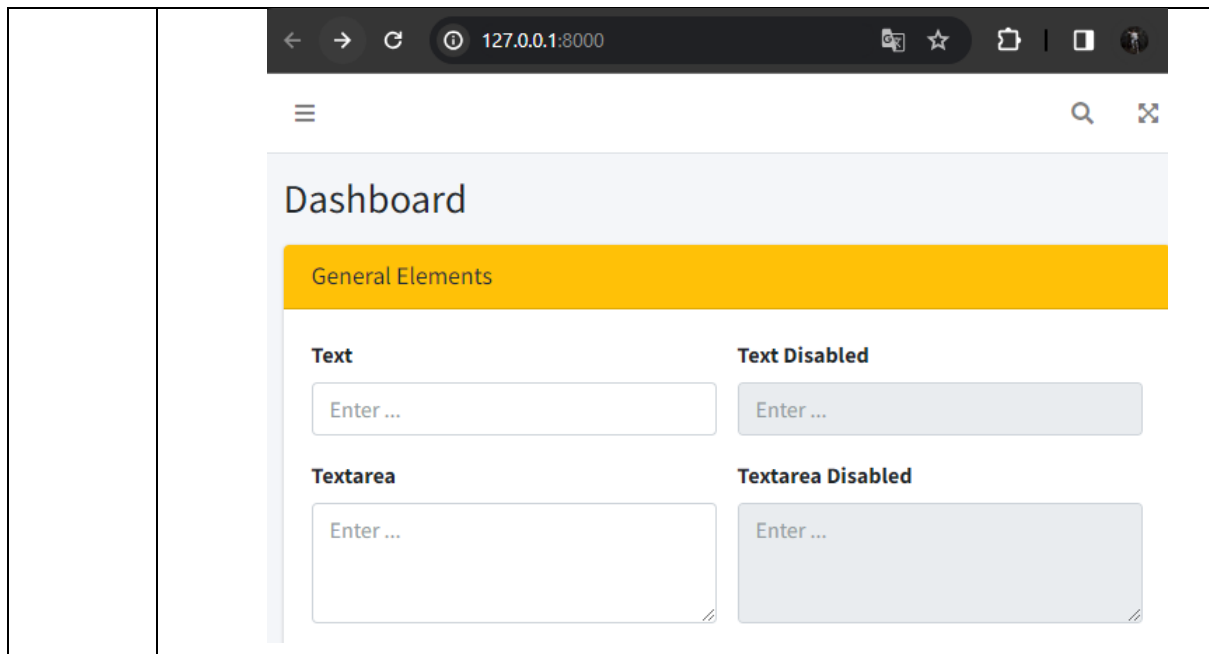 127.0.0.1:8000
Dashboard
General Elements
Text Text Disabled
Enter ... Enter ...
Textarea Textarea Disabled
Enter ... Enter ...